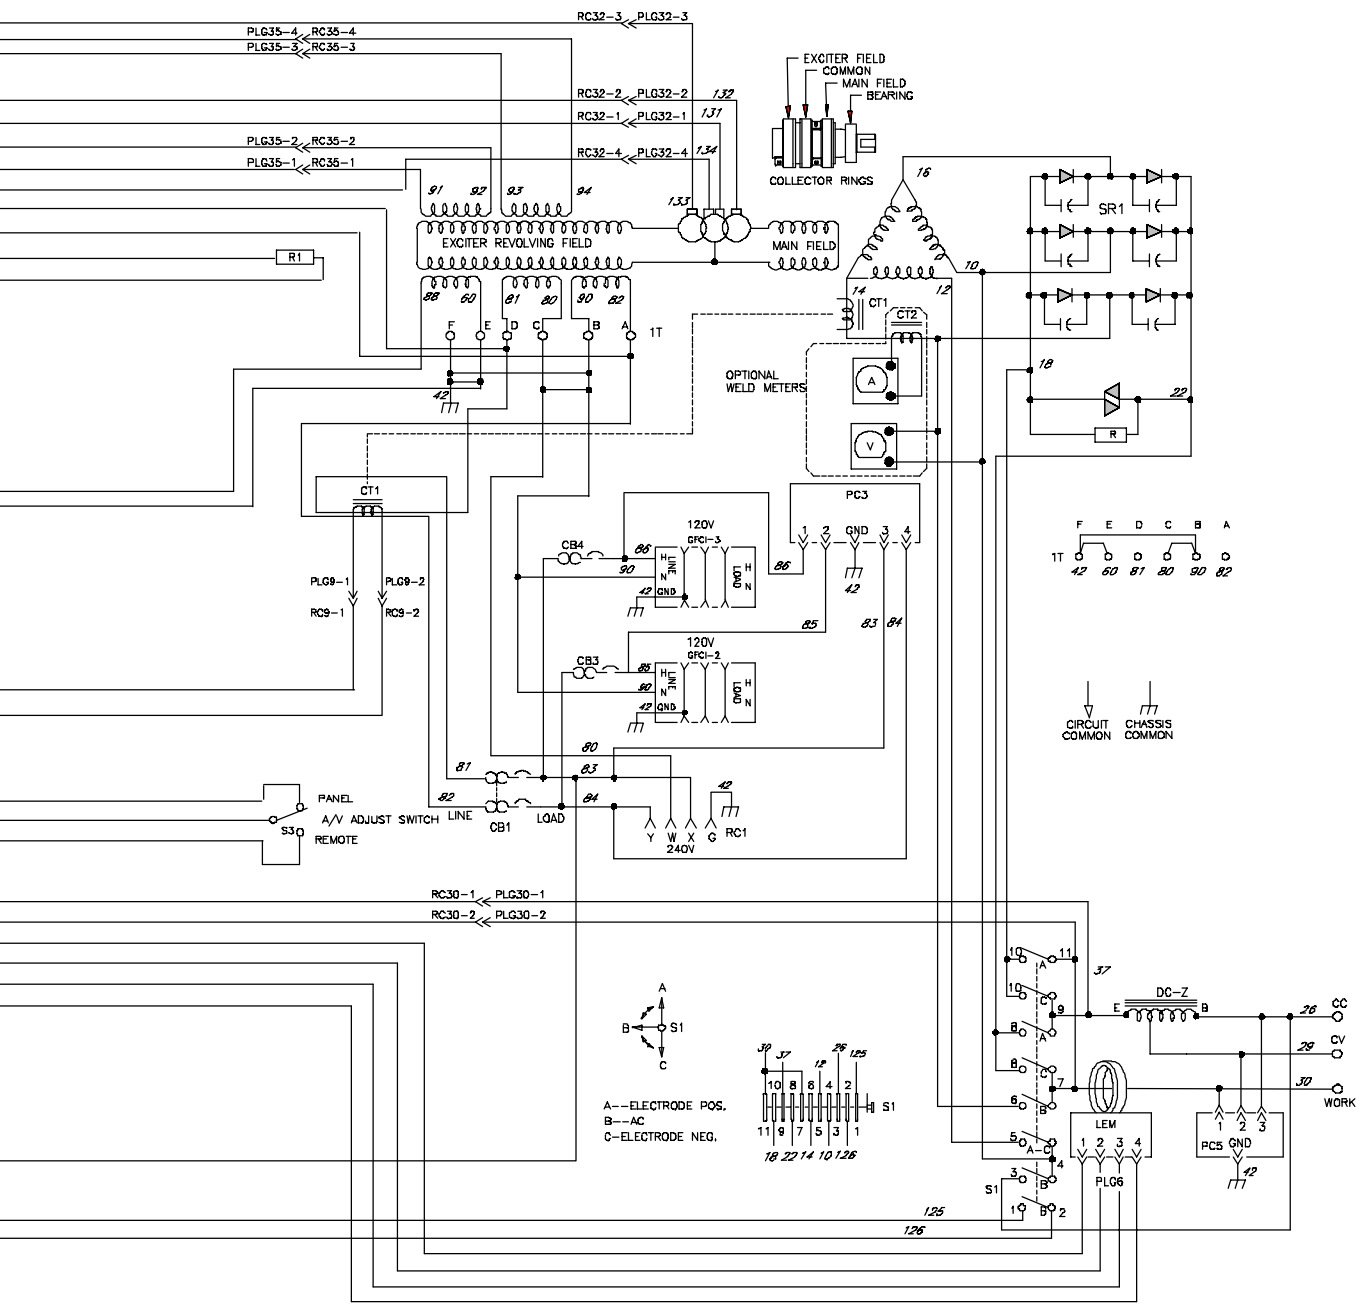 RC32-3 PLG32-3
PLG35-4 RC35-4
PLG35-3 RC35-3
EXCITER FIELD
COMMON
MAIN FIELD
BEARING
RC32-2 PLG32-2 132
RC32-1 PLG32-1 131
PLG35-2 RC35-2
RC32-4 PLG32-4 134
PLG35-1 RC35-1
COLLECTOR RINGS
16
91 92 93 94
133
SR1
EXCITER REVOLVING FIELD
MAIN FIELD
R1
10
12
88 60 81 80 90 82
14 CT1
CT2
F E D C B A 1T
18
OPTIONAL
WELD METERS
A
42
22
R
V
CT1
PC3
1 2 GND 3 4
F E D C B A
1T
42 60 81 80 90 82
120V
GFCI-3
CB4 86 H LINE LOAD H
90 N N
42 GND
86
42
PLG9-1 PLG9-2
RC9-1 RC9-2
85 83 84
120V
GFCI-2
CB3 85 H LINE LOAD H
90 N N
42 GND
CIRCUIT
COMMON
CHASSIS
COMMON
80
81 83
42
82 84
LINE CB1 LOAD
Y W X G RC1
240V
PANEL
A/V ADJUST SWITCH
S3
REMOTE
RC30-1 PLG30-1
RC30-2 PLG30-2
10 A 11
37
10 C
9
E DC-Z B
26 CC
8 A
29 CV
8 C
7
30
WORK
6 B
A
B S1
C
A--ELECTRODE POS.
B--AC
C-ELECTRODE NEG.
30 37 12 26 125
10 8 6 4 2
S1
11 9 7 5 3 1
18 22 14 10 126
LEM
1 2 3 4
PLG6
1 2 3
PC5 GND
42
5 A-C
4
3 B
S1
1 B 2
125
126